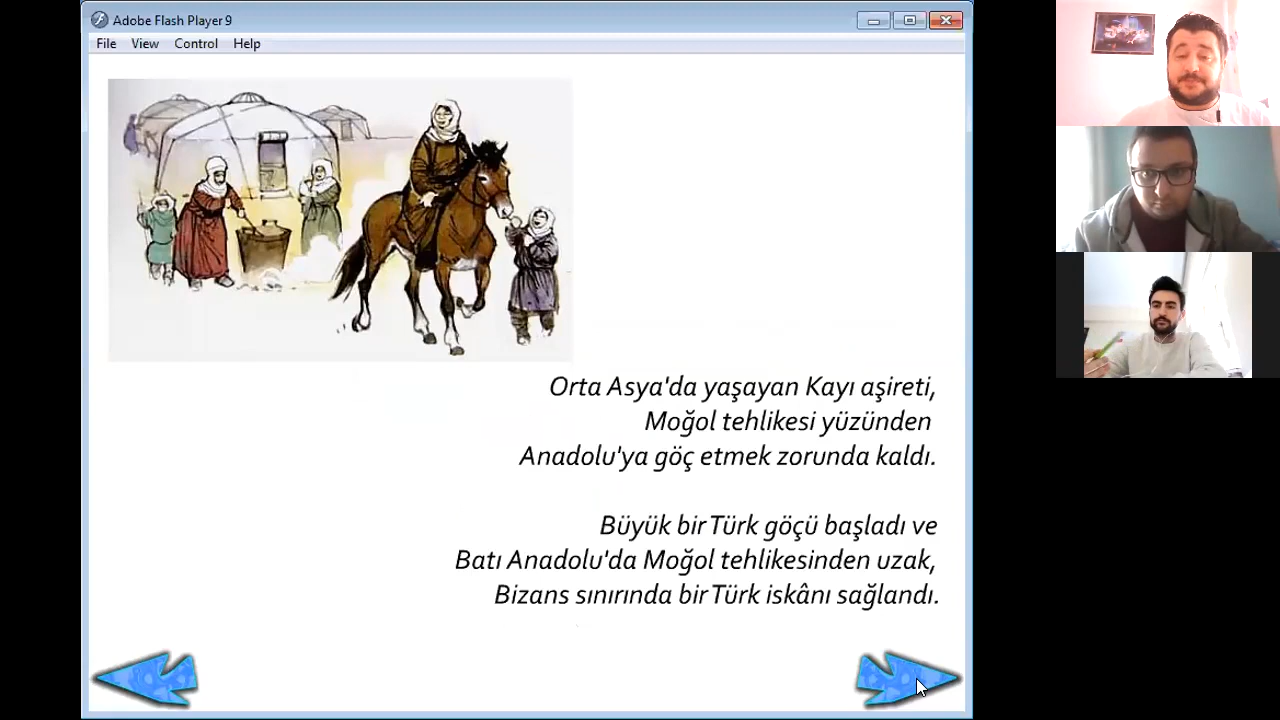 Adobe Flash Player 9
File View Control Help
Orta Asya'da yaşayan Kayı aşireti,
Moğol tehlikesi yüzünden
Anadolu'ya göç etmek zorunda kaldı.
Büyük bir Türk göçü başladı ve
Batı Anadolu'da Moğol tehlikesinden uzak,
Bizans sınırında bir Türk iskânı sağlandı.